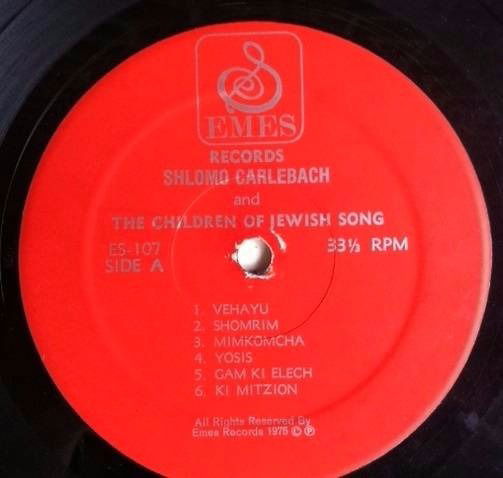 EMES
RECORDS
SHLOMO CARLEBACH
and
THE CHILDREN OF JEWISH SONG
ES-107 33⅓ RPM
SIDE A
1. VEHAYU
2. SHOMRIM
3. MIMKOMCHA
4. YOSIS
5. GAM KI ELECH
6. KI MITZION
All Rights Reserved By
Emes Records 1975 © ℗